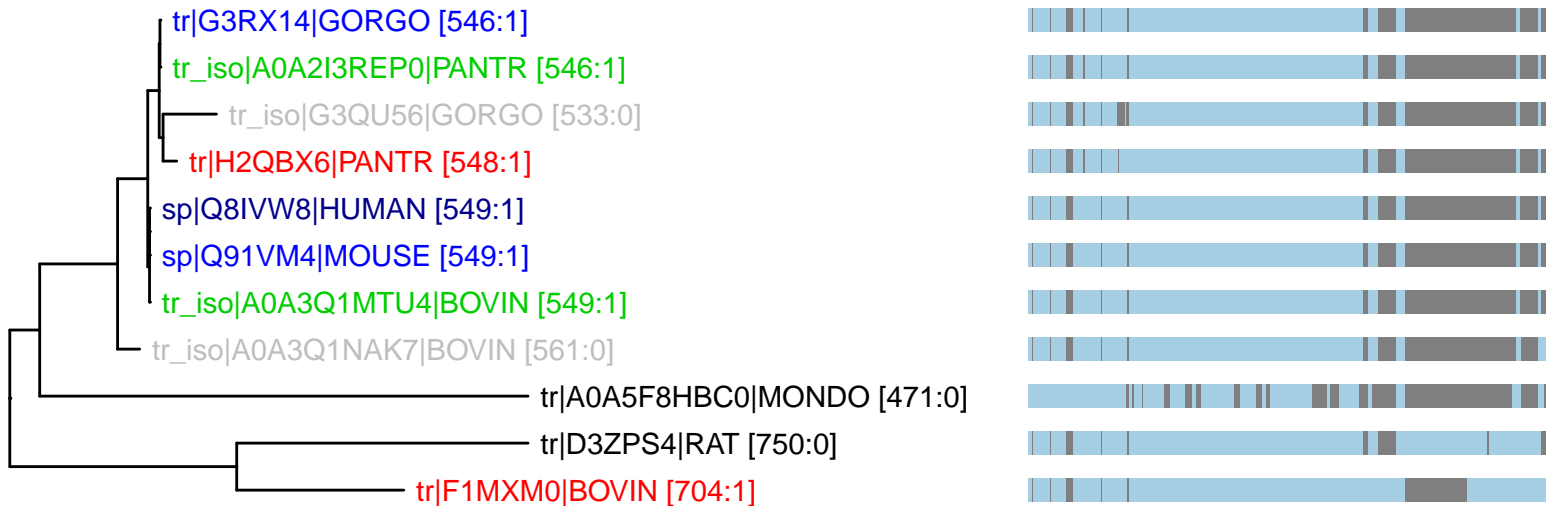 tr|G3RX14|GORGO [546:1]
tr_iso|A0A2I3REP0|PANTR [546:1]
tr_iso|G3QU56|GORGO [533:0]
tr|H2QBX6|PANTR [548:1]
sp|Q8IVW8|HUMAN [549:1]
sp|Q91VM4|MOUSE [549:1]
tr_iso|A0A3Q1MTU4|BOVIN [549:1]
tr_iso|A0A3Q1NAK7|BOVIN [561:0]
tr|A0A5F8HBC0|MONDO [471:0]
tr|D3ZPS4|RAT [750:0]
tr|F1MXM0|BOVIN [704:1]